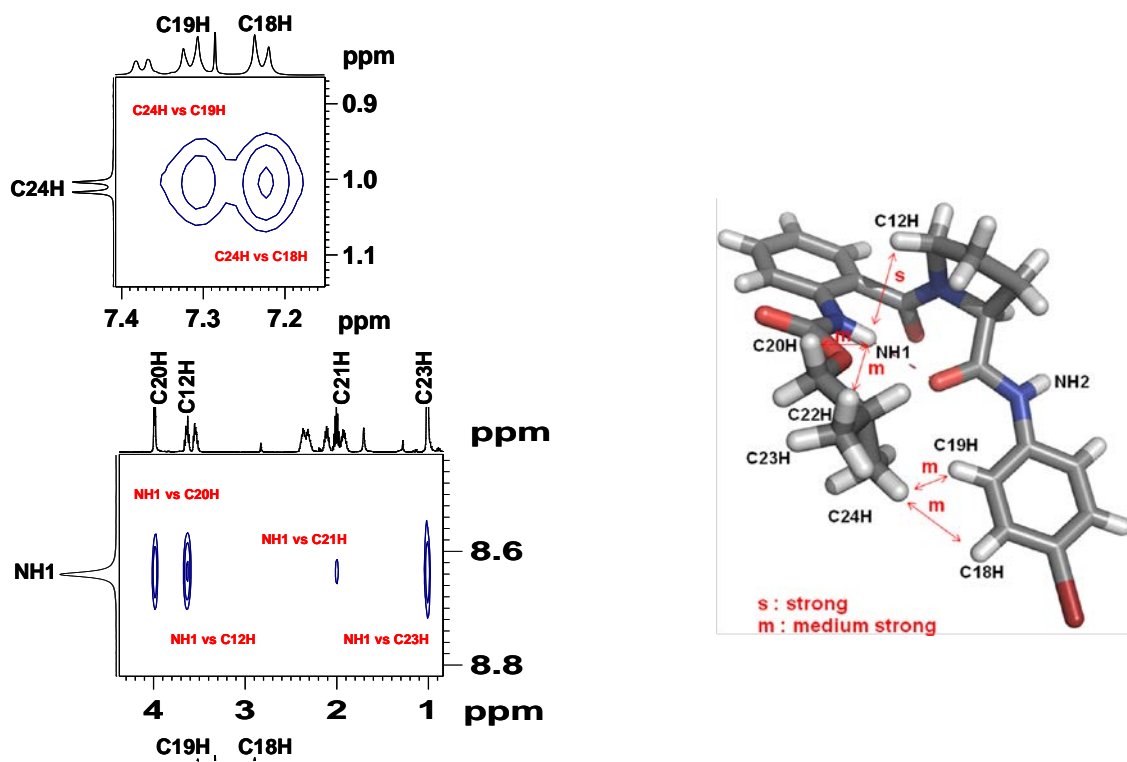 C19H C18H
ppm
C24H vs C19H
0.9
C24H
1.0
C24H vs C18H
1.1
7.4 7.3 7.2 ppm
C20H
C12H
C21H
C23H
ppm
NH1 vs C20H
NH1 vs C21H
8.6
NH1
NH1 vs C12H NH1 vs C23H
8.8
4 3 2 1 ppm
C19H C18H
C12H
s
C20H
m
NH1
m
NH2
C22H
C23H
C19H
m
C24H
m
C18H
s : strong
m : medium strong